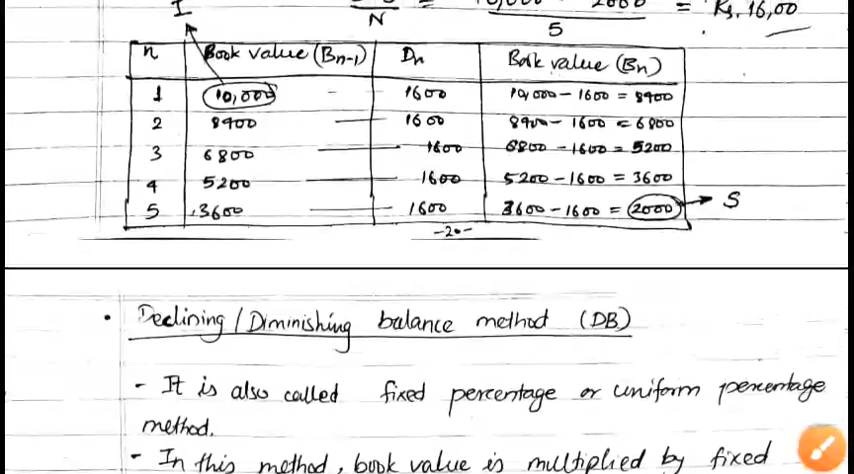 I
N = 5 = Rs. 16,00
n Book value (Bn-1) Dn Book value (Bn)
1 10,000 - 1600 10,000 - 1600 = 8400
2 8400 — 1600 8400 - 1600 = 6800
3 6800 — 1600 6800 - 1600 = 5200
4 5200 — 1600 5200 - 1600 = 3600
5 3600 — 1600 3600 - 1600 = 2000 → S
-20-
• Declining / Diminishing balance method (DB)
- It is also called fixed percentage or uniform percentage
method.
- In this method, book value is multiplied by fixed